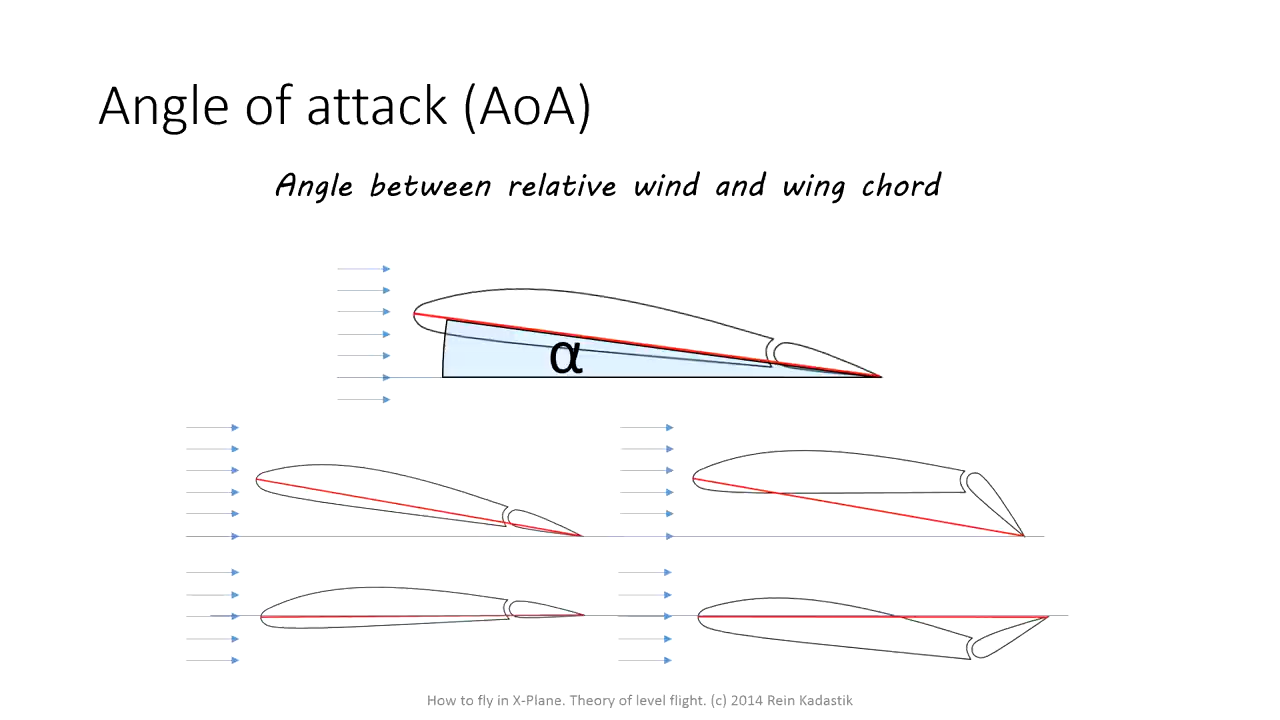 Angle of attack (AoA)
Angle between relative wind and wing chord
α
How to fly in X-Plane. Theory of level flight. (c) 2014 Rein Kadastik